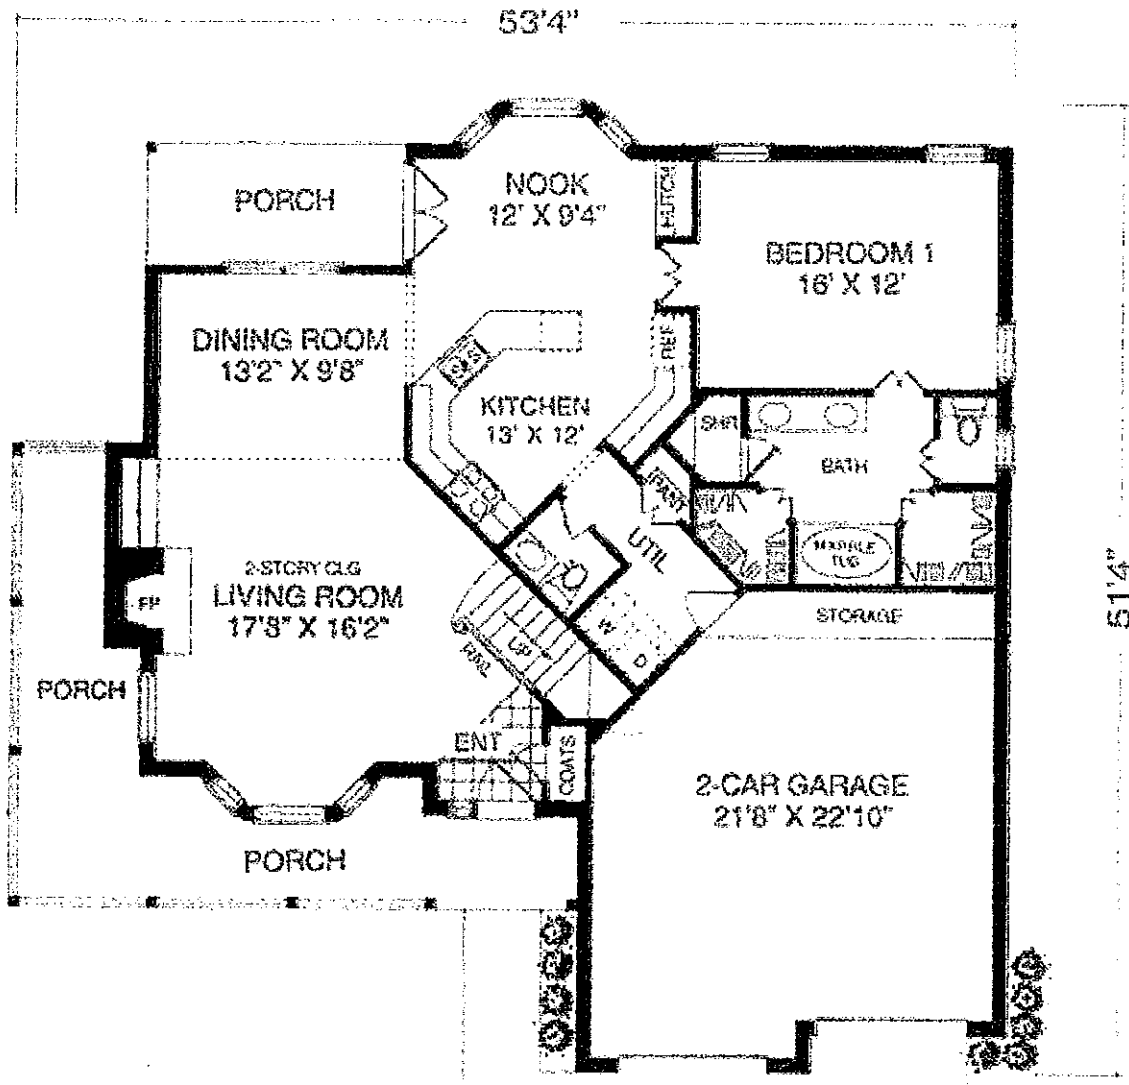 53'4"
PORCH
NOOK
12' X 9'4"
HUTCH
BEDROOM 1
16' X 12'
DINING ROOM
13'2" X 9'8"
REF
KITCHEN
13' X 12'
SHR
BATH
PANT
UTIL
MARBLE
TUB
51'4"
2-STORY CLG
LIVING ROOM
17'8" X 16'2"
FP
STORAGE
W
D
UP
RAIL
PORCH
ENT
COATS
2-CAR GARAGE
21'8" X 22'10"
PORCH